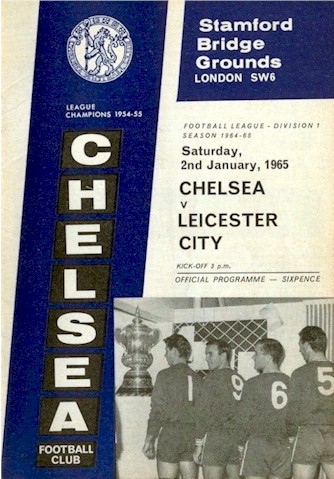 Stamford
Bridge
Grounds
LONDON SW6
LEAGUE
CHAMPIONS 1954-55
FOOTBALL LEAGUE - DIVISION 1
SEASON 1964-65
Saturday,
2nd January, 1965
CHELSEA
v
LEICESTER
CITY
KICK-OFF 3 p.m.
OFFICIAL PROGRAMME — SIXPENCE
CHELSEA
FOOTBALL
CLUB
9 6 5